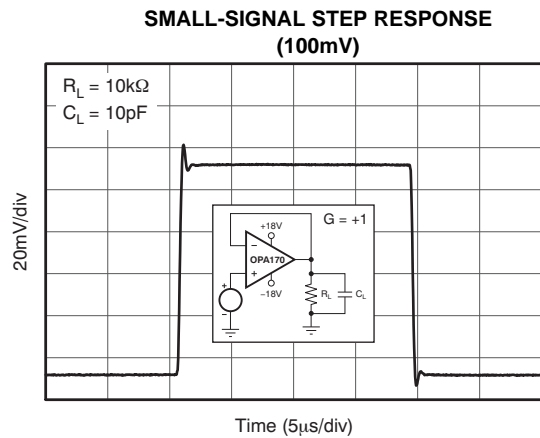 SMALL-SIGNAL STEP RESPONSE
(100mV)
R_L = 10kΩ
C_L = 10pF
20mV/div
G = +1
+18V
−
OPA170
+
−18V
+
−
R_L
C_L
Time (5μs/div)